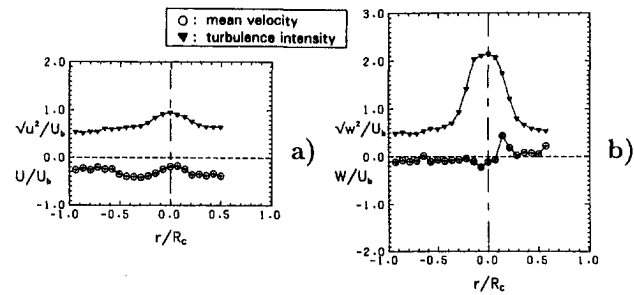 ○ : mean velocity
▼ : turbulence intensity
2.0
1.0
√u²/U_b
0.0
U/U_b
-1.0
-1.0 -0.5 0.0 0.5 1.0
r/R_c
a)
3.0
2.0
1.0
√w²/U_b
0.0
W/U_b
-1.0
-2.0
-1.0 -0.5 0.0 0.5 1.0
r/R_c
b)